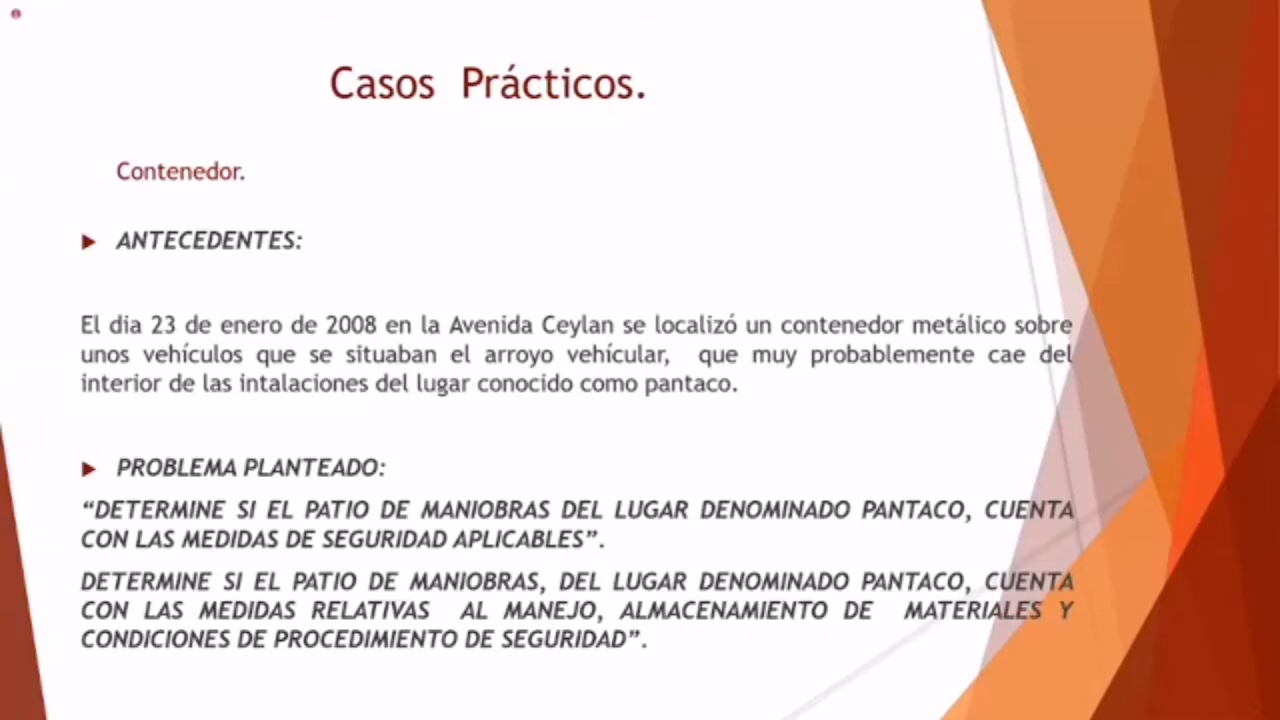 Casos Prácticos.
Contenedor.
ANTECEDENTES:
El dia 23 de enero de 2008 en la Avenida Ceylan se localizó un contenedor metálico sobre
unos vehículos que se situaban el arroyo vehícular, que muy probablemente cae del
interior de las intalaciones del lugar conocido como pantaco.
PROBLEMA PLANTEADO:
“DETERMINE SI EL PATIO DE MANIOBRAS DEL LUGAR DENOMINADO PANTACO, CUENTA
CON LAS MEDIDAS DE SEGURIDAD APLICABLES”.
DETERMINE SI EL PATIO DE MANIOBRAS, DEL LUGAR DENOMINADO PANTACO, CUENTA
CON LAS MEDIDAS RELATIVAS AL MANEJO, ALMACENAMIENTO DE MATERIALES Y
CONDICIONES DE PROCEDIMIENTO DE SEGURIDAD”.